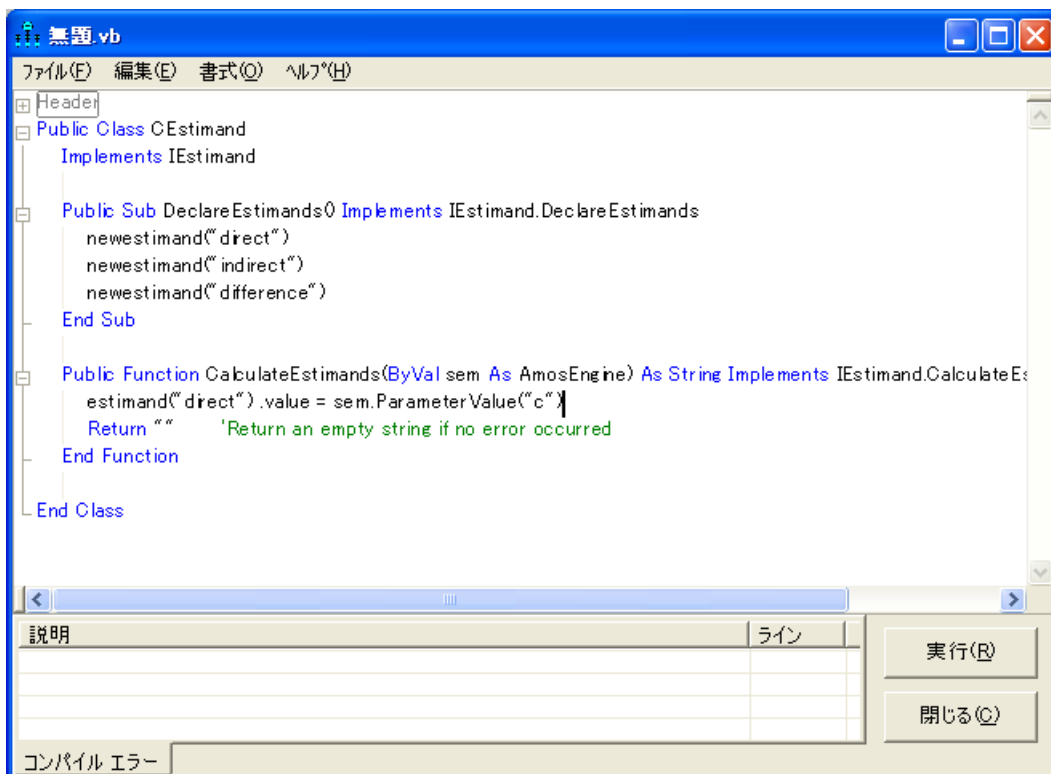 無題.vb
ファイル(F) 編集(E) 書式(O) ヘルプ(H)
Header
Public Class CEstimand
Implements IEstimand
Public Sub DeclareEstimands() Implements IEstimand.DeclareEstimands
newestimand("direct")
newestimand("indirect")
newestimand("difference")
End Sub
Public Function CalculateEstimands(ByVal sem As AmosEngine) As String Implements IEstimand.CalculateEs
estimand("direct").value = sem.ParameterValue("c")
Return "" 'Return an empty string if no error occurred
End Function
End Class
説明 ライン
実行(R)
閉じる(C)
コンパイル エラー